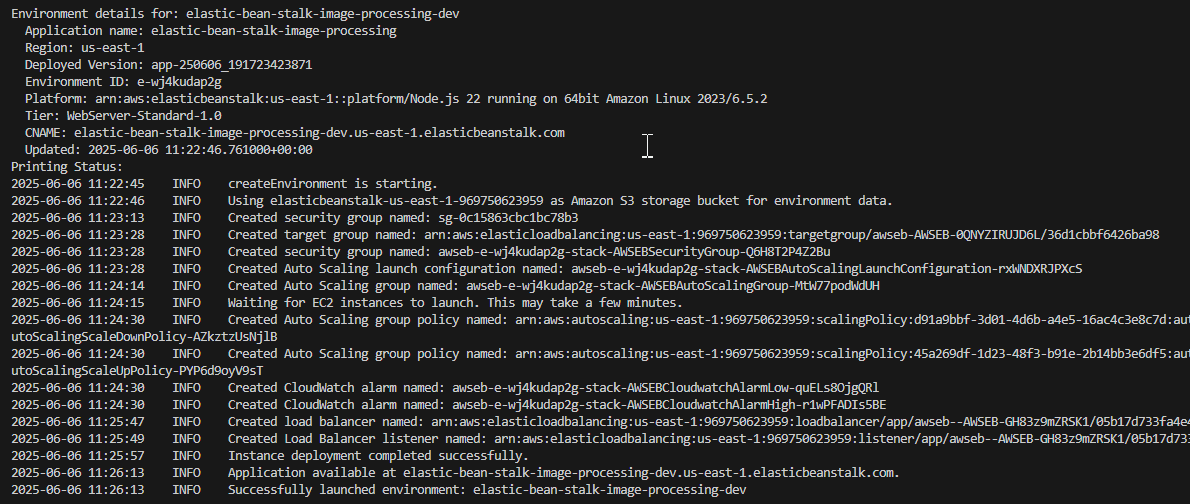 Environment details for: elastic-bean-stalk-image-processing-dev
Application name: elastic-bean-stalk-image-processing
Region: us-east-1
Deployed Version: app-250606_191723423871
Environment ID: e-wj4kudap2g
Platform: arn:aws:elasticbeanstalk:us-east-1::platform/Node.js 22 running on 64bit Amazon Linux 2023/6.5.2
Tier: WebServer-Standard-1.0
CNAME: elastic-bean-stalk-image-processing-dev.us-east-1.elasticbeanstalk.com
Updated: 2025-06-06 11:22:46.761000+00:00
Printing Status:
2025-06-06 11:22:45    INFO    createEnvironment is starting.
2025-06-06 11:22:46    INFO    Using elasticbeanstalk-us-east-1-969750623959 as Amazon S3 storage bucket for environment data.
2025-06-06 11:23:13    INFO    Created security group named: sg-0c15863cbc1bc78b3
2025-06-06 11:23:28    INFO    Created target group named: arn:aws:elasticloadbalancing:us-east-1:969750623959:targetgroup/awseb-AWSEB-0QNYZIRUJD6L/36d1cbbf6426ba98
2025-06-06 11:23:28    INFO    Created security group named: awseb-e-wj4kudap2g-stack-AWSEBSecurityGroup-Q6H8T2P4Z2Bu
2025-06-06 11:23:28    INFO    Created Auto Scaling launch configuration named: awseb-e-wj4kudap2g-stack-AWSEBAutoScalingLaunchConfiguration-rxWNDXRJPXcS
2025-06-06 11:24:14    INFO    Created Auto Scaling group named: awseb-e-wj4kudap2g-stack-AWSEBAutoScalingGroup-MtW77podWdUH
2025-06-06 11:24:15    INFO    Waiting for EC2 instances to launch. This may take a few minutes.
2025-06-06 11:24:30    INFO    Created Auto Scaling group policy named: arn:aws:autoscaling:us-east-1:969750623959:scalingPolicy:d91a9bbf-3d01-4d6b-a4e5-16ac4c3e8c7d:aut
utoScalingScaleDownPolicy-AZkztzUsNjlB
2025-06-06 11:24:30    INFO    Created Auto Scaling group policy named: arn:aws:autoscaling:us-east-1:969750623959:scalingPolicy:45a269df-1d23-48f3-b91e-2b14bb3e6df5:aut
utoScalingScaleUpPolicy-PYP6d9oyV9sT
2025-06-06 11:24:30    INFO    Created CloudWatch alarm named: awseb-e-wj4kudap2g-stack-AWSEBCloudwatchAlarmLow-quELs8OjgQRl
2025-06-06 11:24:30    INFO    Created CloudWatch alarm named: awseb-e-wj4kudap2g-stack-AWSEBCloudwatchAlarmHigh-r1wPFADIs5BE
2025-06-06 11:25:47    INFO    Created load balancer named: arn:aws:elasticloadbalancing:us-east-1:969750623959:loadbalancer/app/awseb--AWSEB-GH83z9mZRSK1/05b17d733fa4e4
2025-06-06 11:25:49    INFO    Created Load Balancer listener named: arn:aws:elasticloadbalancing:us-east-1:969750623959:listener/app/awseb--AWSEB-GH83z9mZRSK1/05b17d73
2025-06-06 11:25:57    INFO    Instance deployment completed successfully.
2025-06-06 11:26:13    INFO    Application available at elastic-bean-stalk-image-processing-dev.us-east-1.elasticbeanstalk.com.
2025-06-06 11:26:13    INFO    Successfully launched environment: elastic-bean-stalk-image-processing-dev